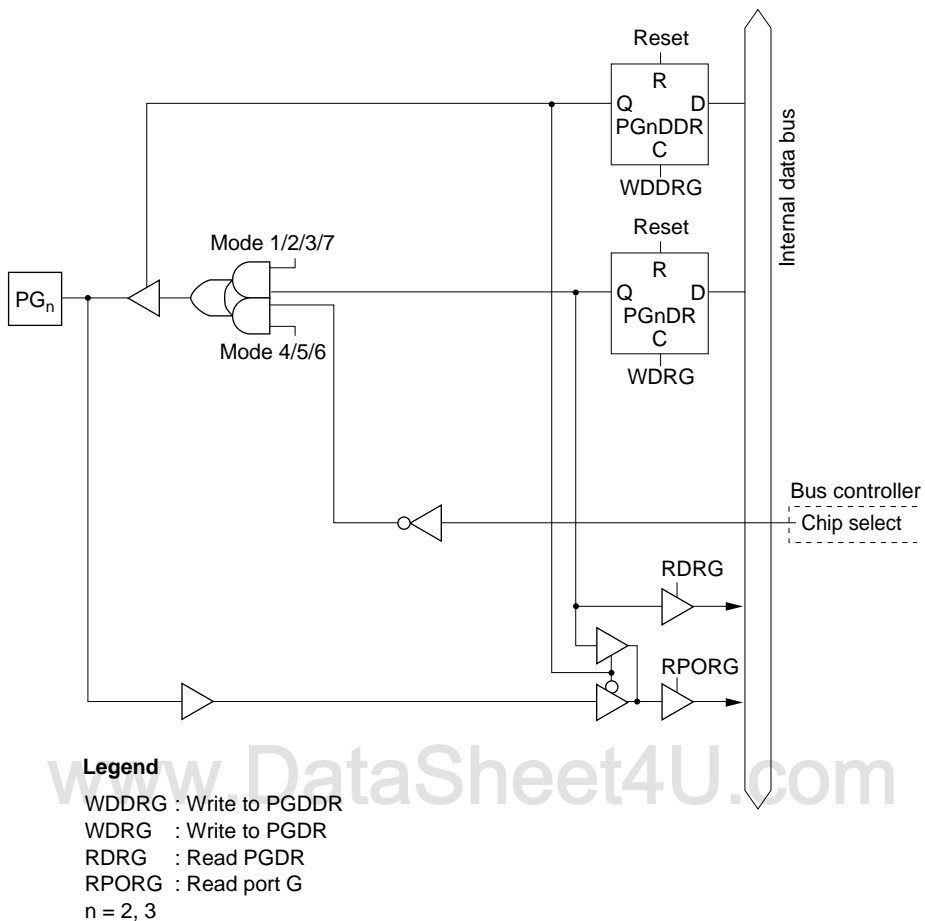 Reset
R
Q D
PGnDDR
C
WDDRG
Internal data bus
Mode 1/2/3/7
Reset
R
Q D
PGnDR
C
WDRG
PGn
Mode 4/5/6
Bus controller
Chip select
RDRG
RPORG
Legend
www.DataSheet4U.com
WDDRG : Write to PGDDR
WDRG : Write to PGDR
RDRG : Read PGDR
RPORG : Read port G
n = 2, 3